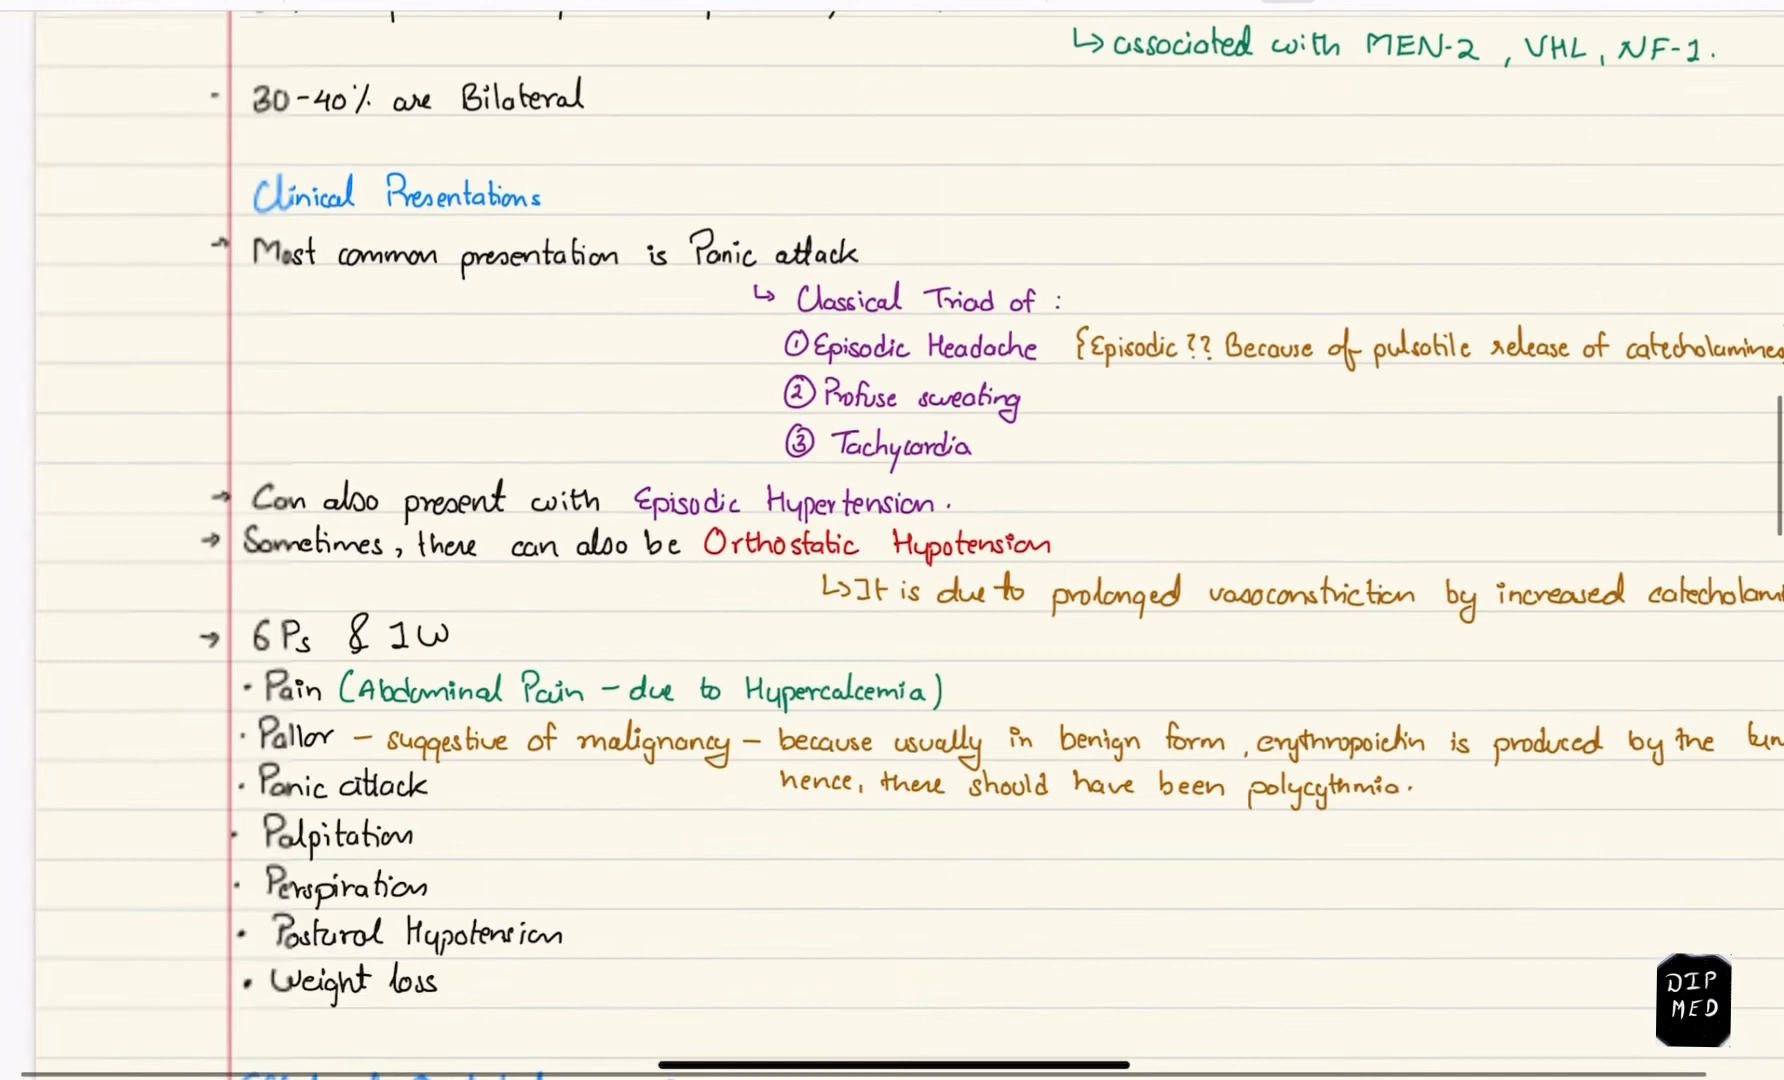 ↳ associated with MEN-2, VHL, NF-1.
- 30-40% are Bilateral
Clinical Presentations
→ Most common presentation is Panic attack
↳ Classical Triad of :
① Episodic Headache {Episodic ?? Because of pulsatile release of catecholamines
② Profuse sweating
③ Tachycardia
→ Can also present with Episodic Hypertension.
→ Sometimes, there can also be Orthostatic Hypotension
↳ It is due to prolonged vasoconstriction by increased
→ 6 Ps & 1W
• Pain (Abdominal Pain - due to Hypercalcemia)
• Pallor - suggestive of malignancy - because usually in benign form, erythropoietin is produced by the
• Panic attack hence, there should have been polycythmia.
• Palpitation
• Perspiration
• Postural Hypotension
• Weight loss
DIP
MED